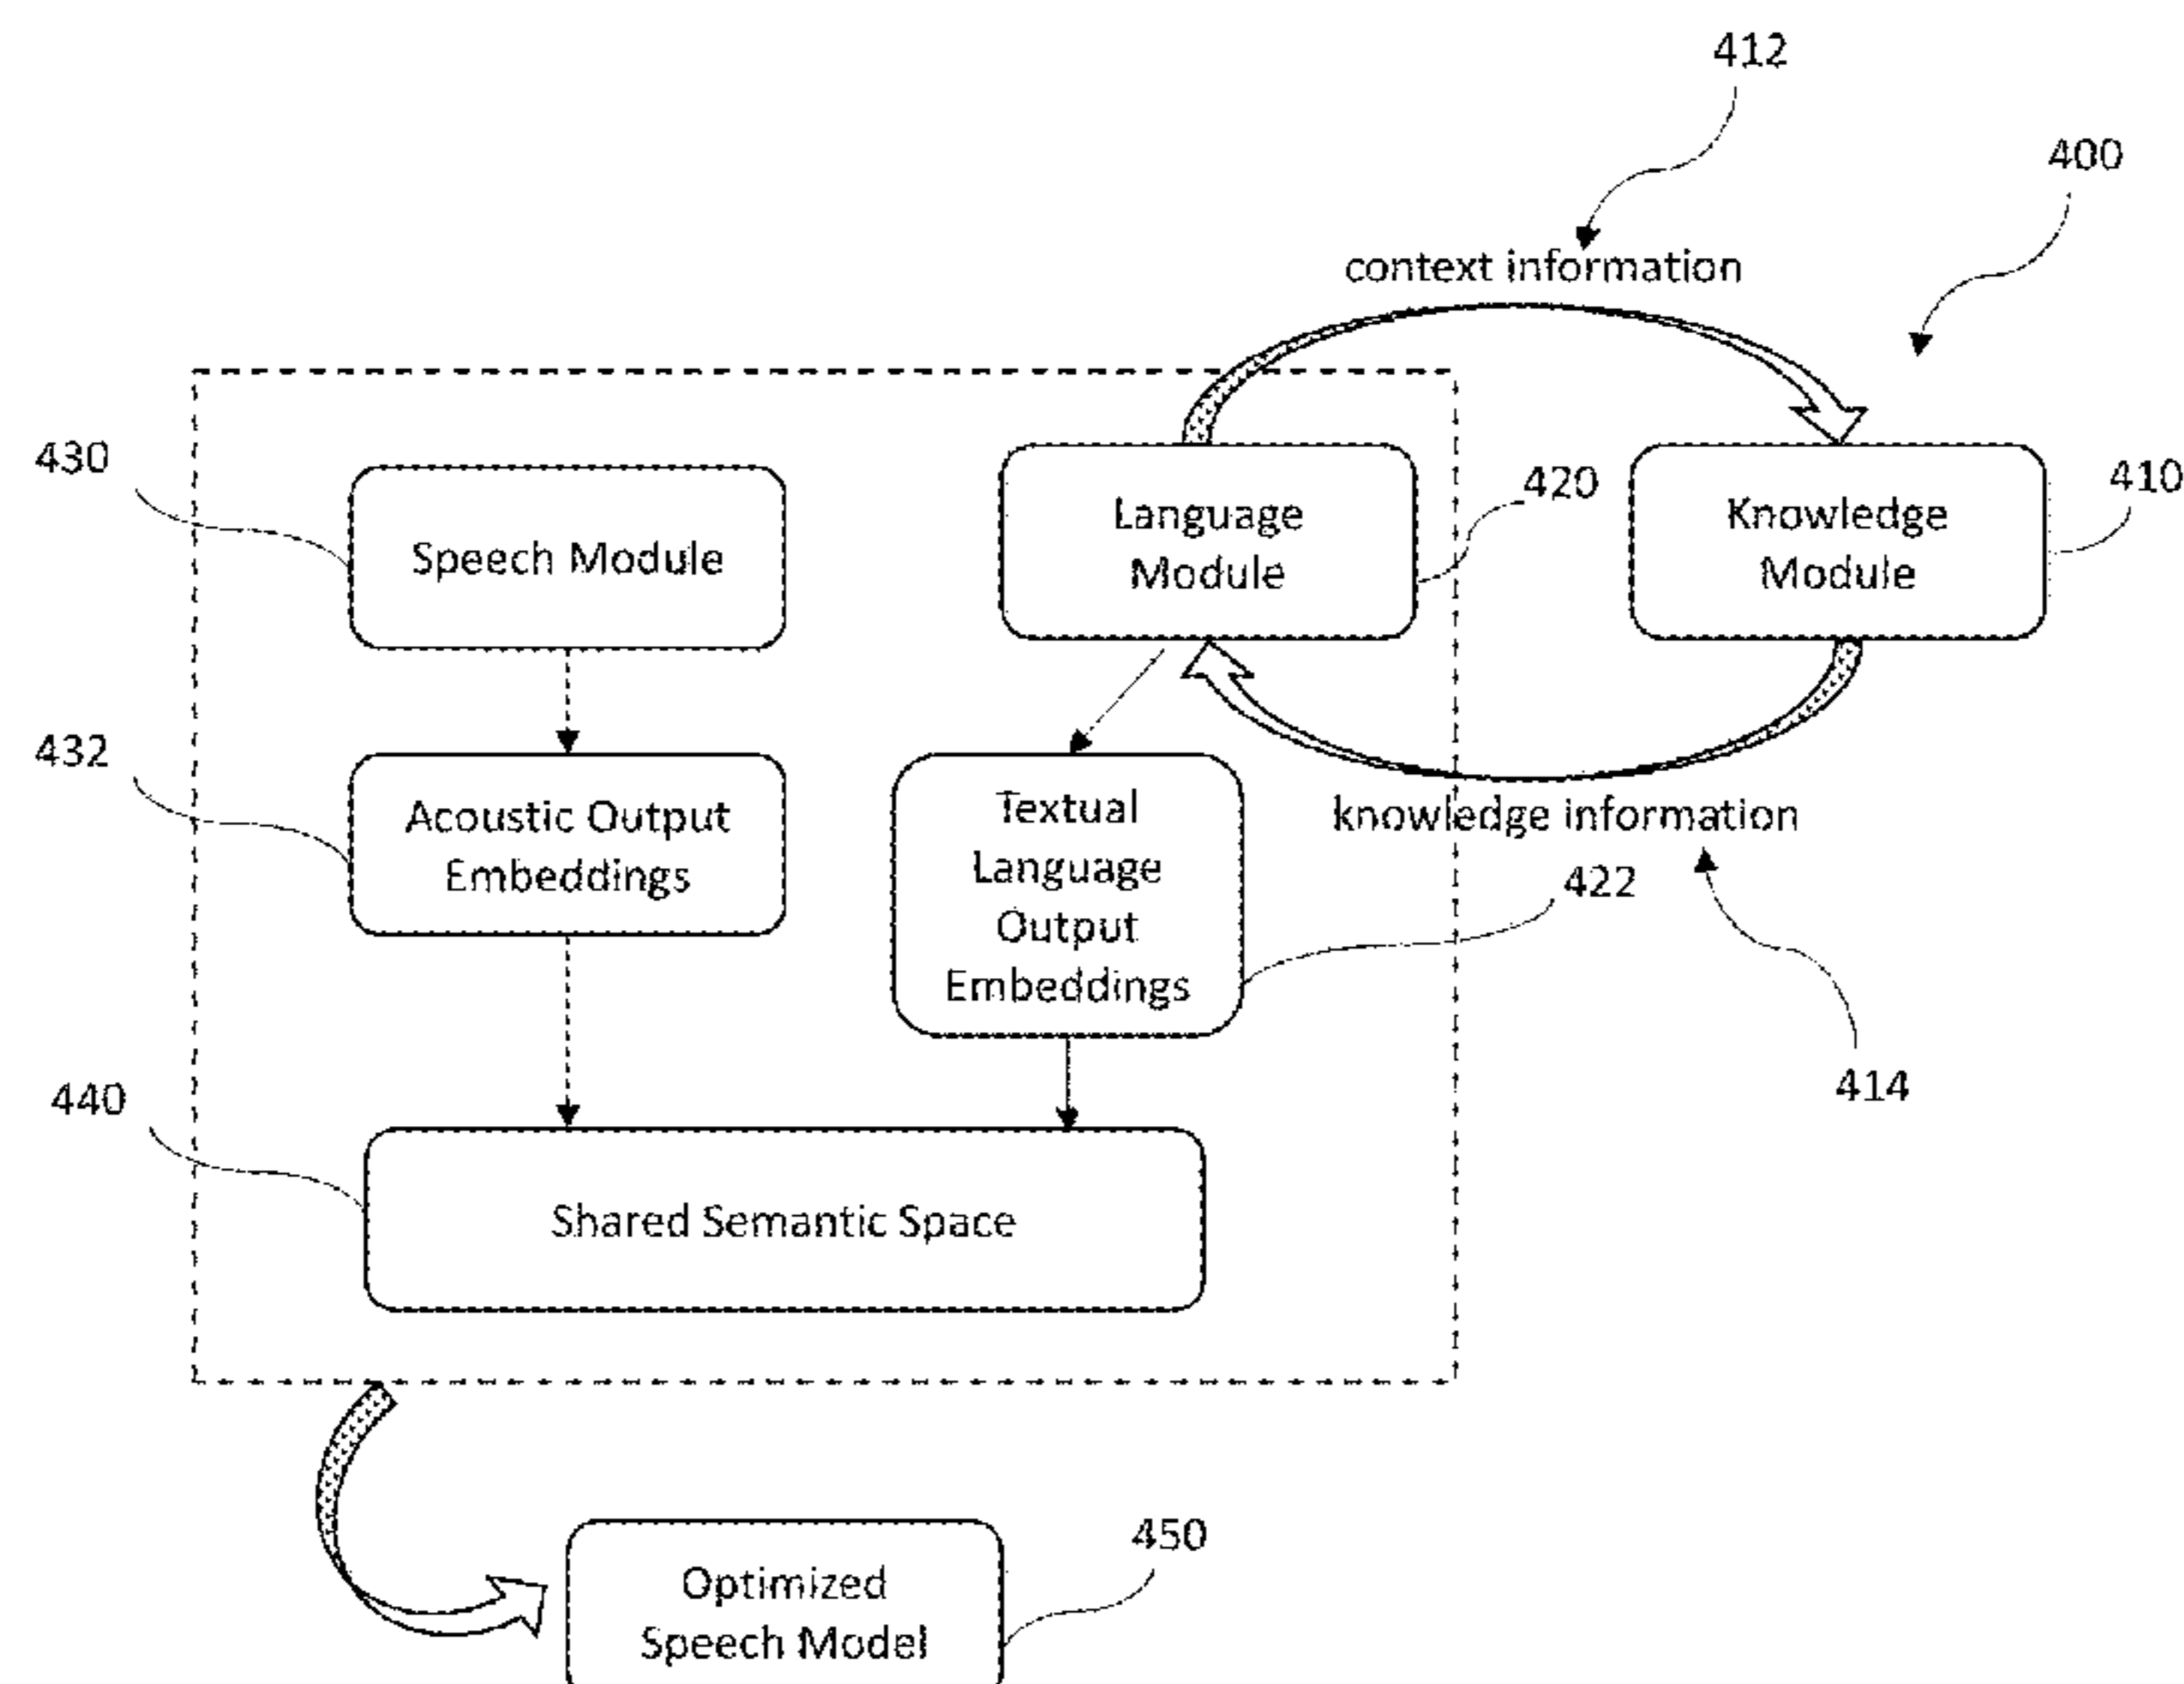 412
400
context information
430
Speech Module
Language
Module
420
Knowledge
Module
410
432
Acoustic Output
Embeddings
Textual
Language
Output
Embeddings
knowledge information
422
414
440
Shared Semantic Space
450
Optimized
Speech Model